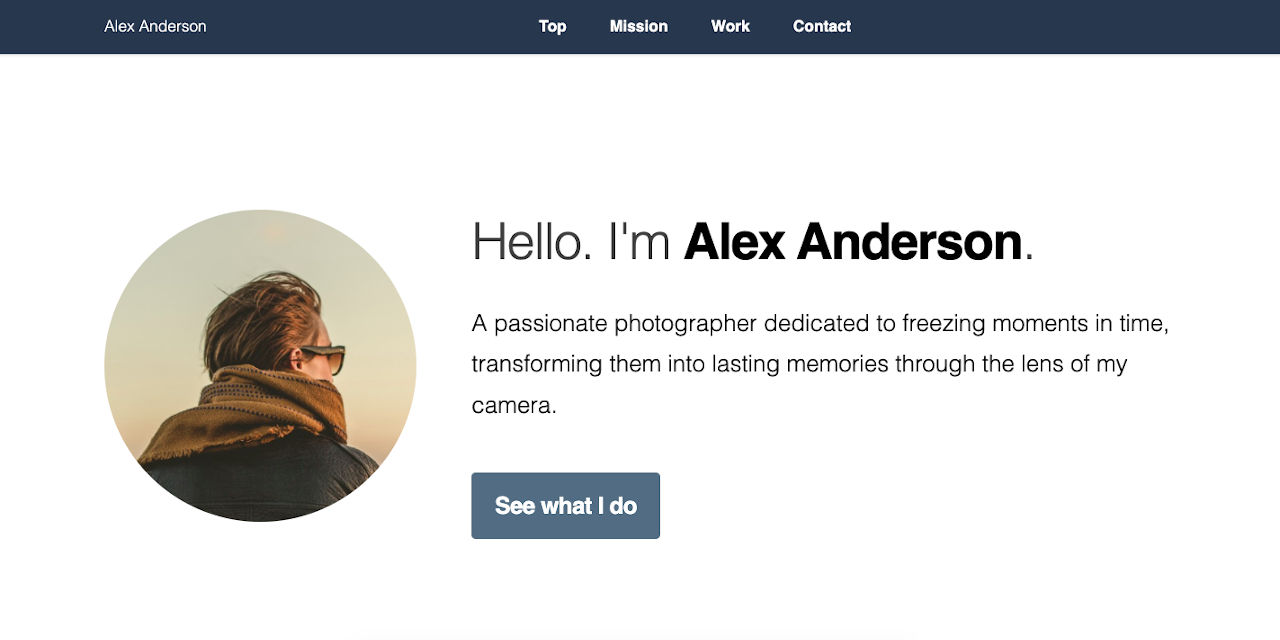 Alex Anderson
Top Mission Work Contact
Hello. I'm Alex Anderson.
A passionate photographer dedicated to freezing moments in time,
transforming them into lasting memories through the lens of my
camera.
See what I do